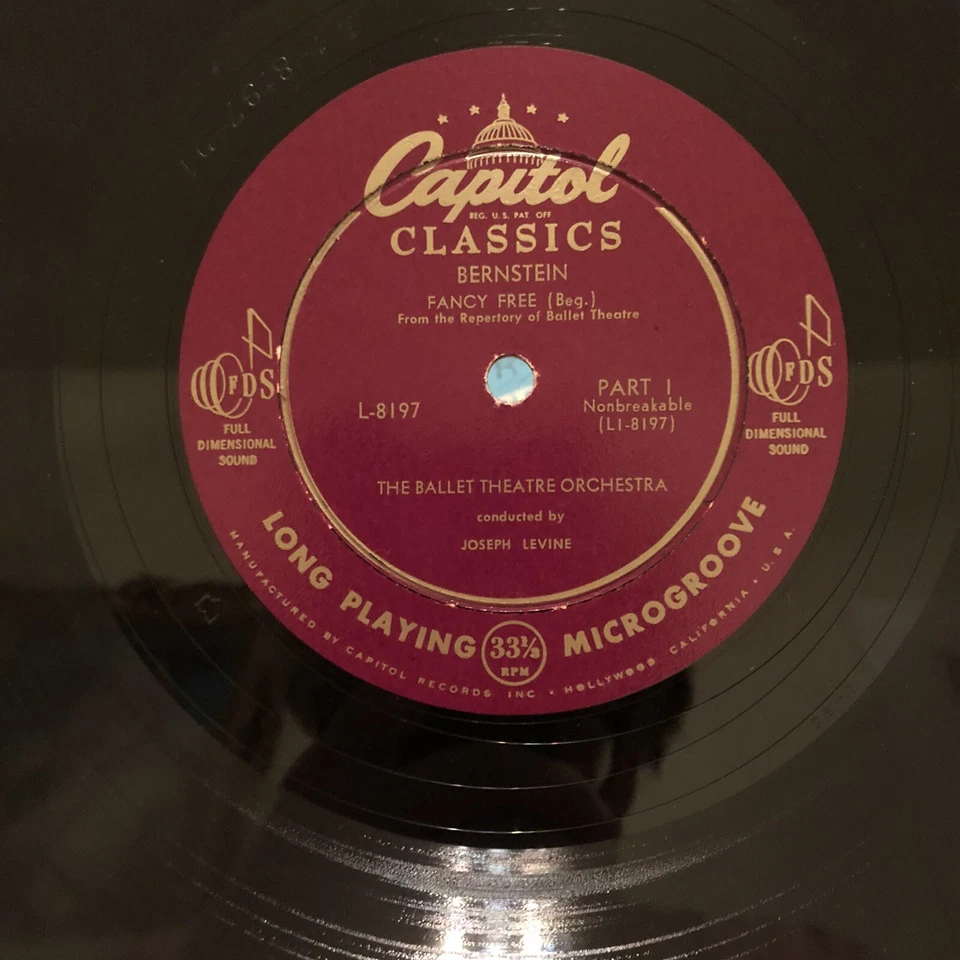 Capitol
REG. U.S. PAT. OFF
CLASSICS
BERNSTEIN
FANCY FREE (Beg.)
From the Repertory of Ballet Theatre
FDS
FULL
DIMENSIONAL
SOUND
L-8197
PART 1
Nonbreakable
(L1-8197)
FDS
FULL
DIMENSIONAL
SOUND
THE BALLET THEATRE ORCHESTRA
conducted by
JOSEPH LEVINE
LONG PLAYING 33⅓ RPM MICROGROOVE
MANUFACTURED BY CAPITOL RECORDS INC • HOLLYWOOD CALIFORNIA • U.S.A.